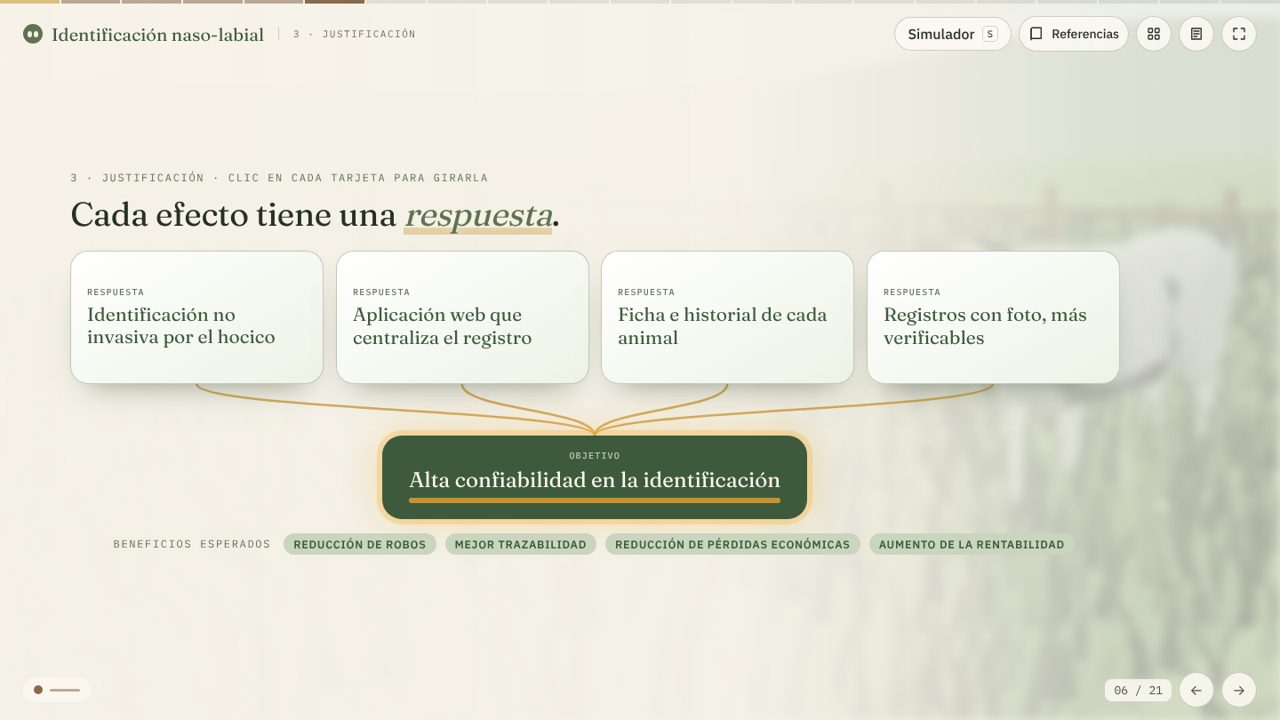 Identificación naso-labial
3 · JUSTIFICACIÓN
Simulador S
Referencias
3 · JUSTIFICACIÓN · CLIC EN CADA TARJETA PARA GIRARLA
Cada efecto tiene una respuesta.
RESPUESTA
Identificación no
invasiva por el hocico
RESPUESTA
Aplicación web que
centraliza el registro
RESPUESTA
Ficha e historial de cada
animal
RESPUESTA
Registros con foto, más
verificables
OBJETIVO
Alta confiabilidad en la identificación
BENEFICIOS ESPERADOS
REDUCCIÓN DE ROBOS
MEJOR TRAZABILIDAD
REDUCCIÓN DE PÉRDIDAS ECONÓMICAS
AUMENTO DE LA RENTABILIDAD
06 / 21